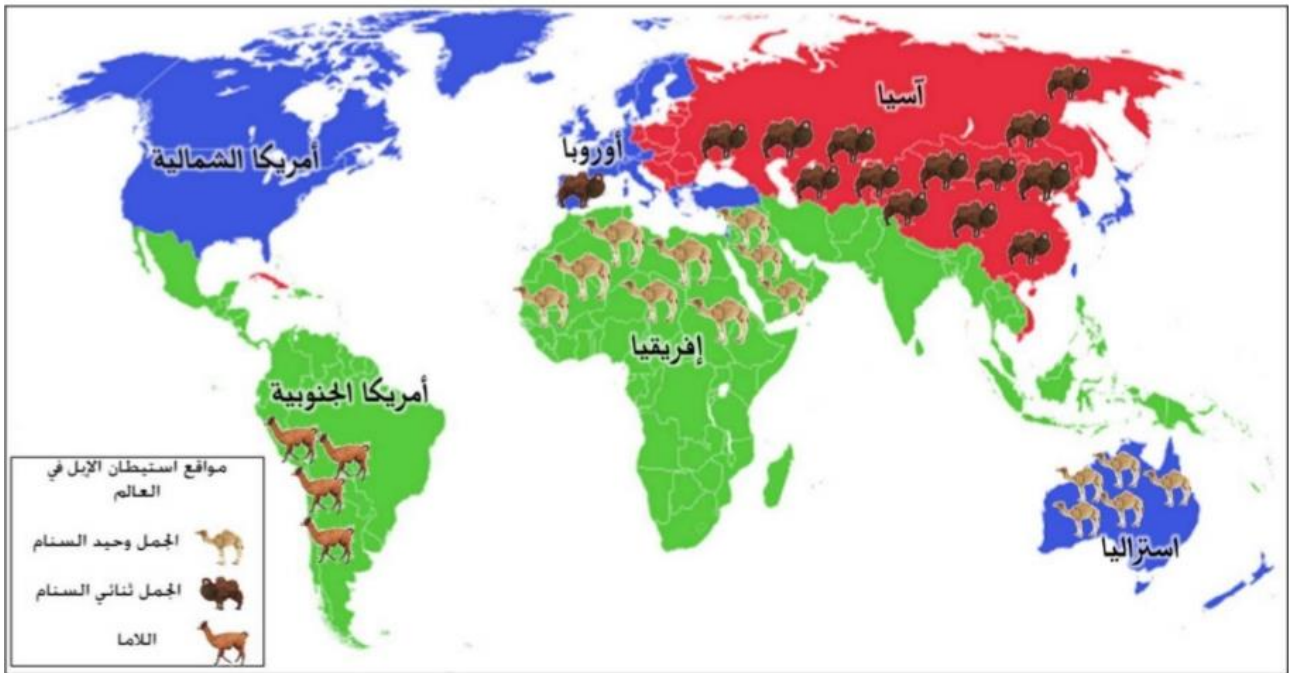 آسيا
أوروبا
أمريكا الشمالية
إفريقيا
أمريكا الجنوبية
استراليا
مواقع استيطان الإبل في
العالم
الجمل وحيد السنام
الجمل ثنائي السنام
اللاما